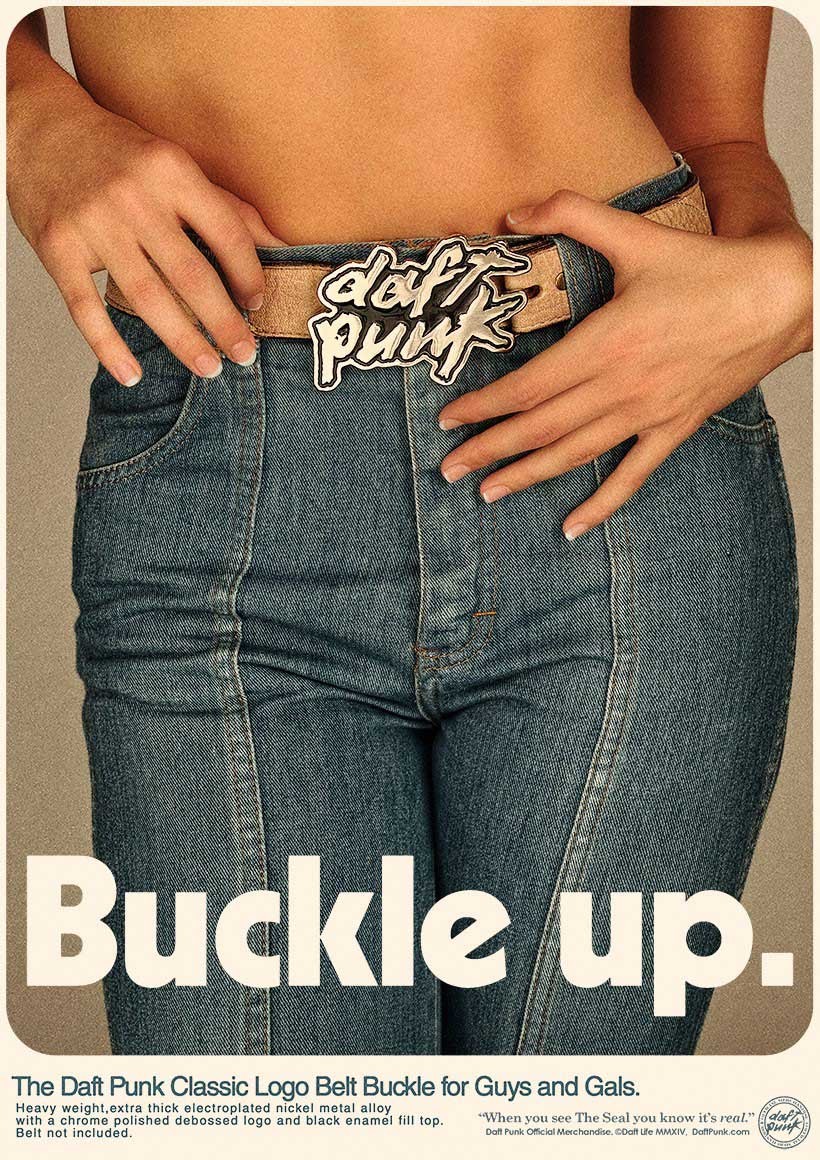 daft
punk
Buckle up.
The Daft Punk Classic Logo Belt Buckle for Guys and Gals.
Heavy weight,extra thick electroplated nickel metal alloy
with a chrome polished debossed logo and black enamel fill top.
Belt not included.
“When you see The Seal you know it’s real.”
Daft Punk Official Merchandise. ©Daft Life MMXIV, DaftPunk.com
daft
punk